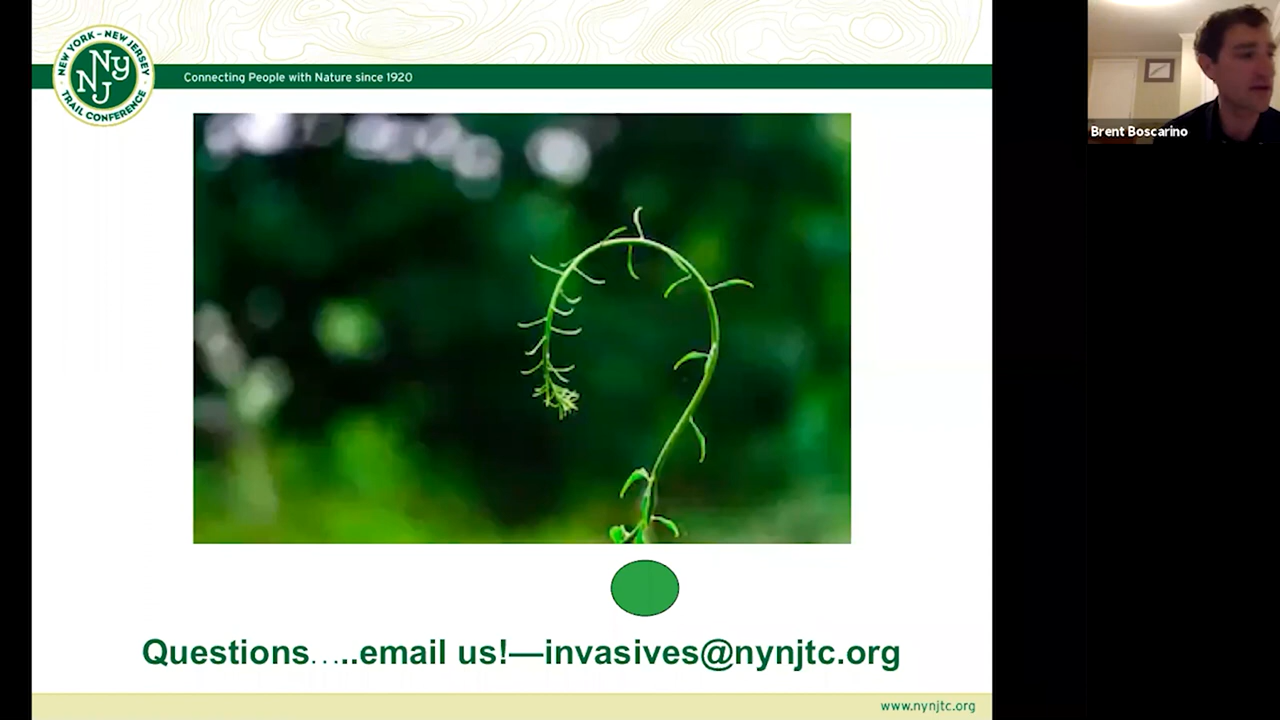 NEW YORK – NEW JERSEY
NY
NJ
TRAIL CONFERENCE
Connecting People with Nature since 1920
Brent Boscarino
Questions.....email us!—invasives@nynjtc.org
www.nynjtc.org